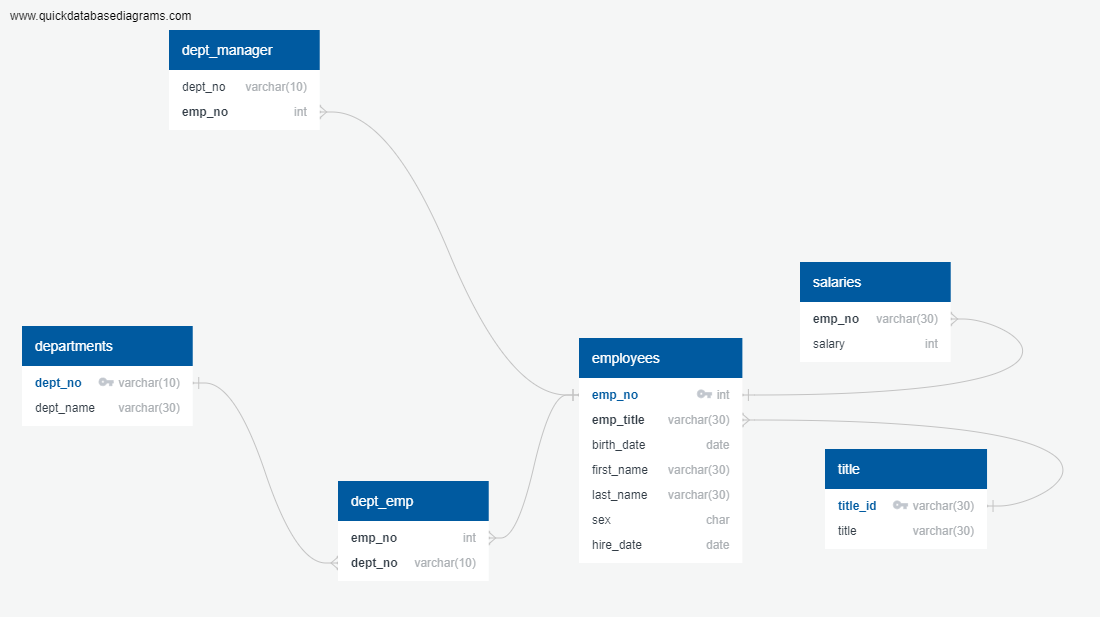 www.quickdatabasediagrams.com
dept_manager
dept_no varchar(10)
emp_no int
departments
dept_no varchar(10)
dept_name varchar(30)
dept_emp
emp_no int
dept_no varchar(10)
employees
emp_no int
emp_title varchar(30)
birth_date date
first_name varchar(30)
last_name varchar(30)
sex char
hire_date date
salaries
emp_no varchar(30)
salary int
title
title_id varchar(30)
title varchar(30)